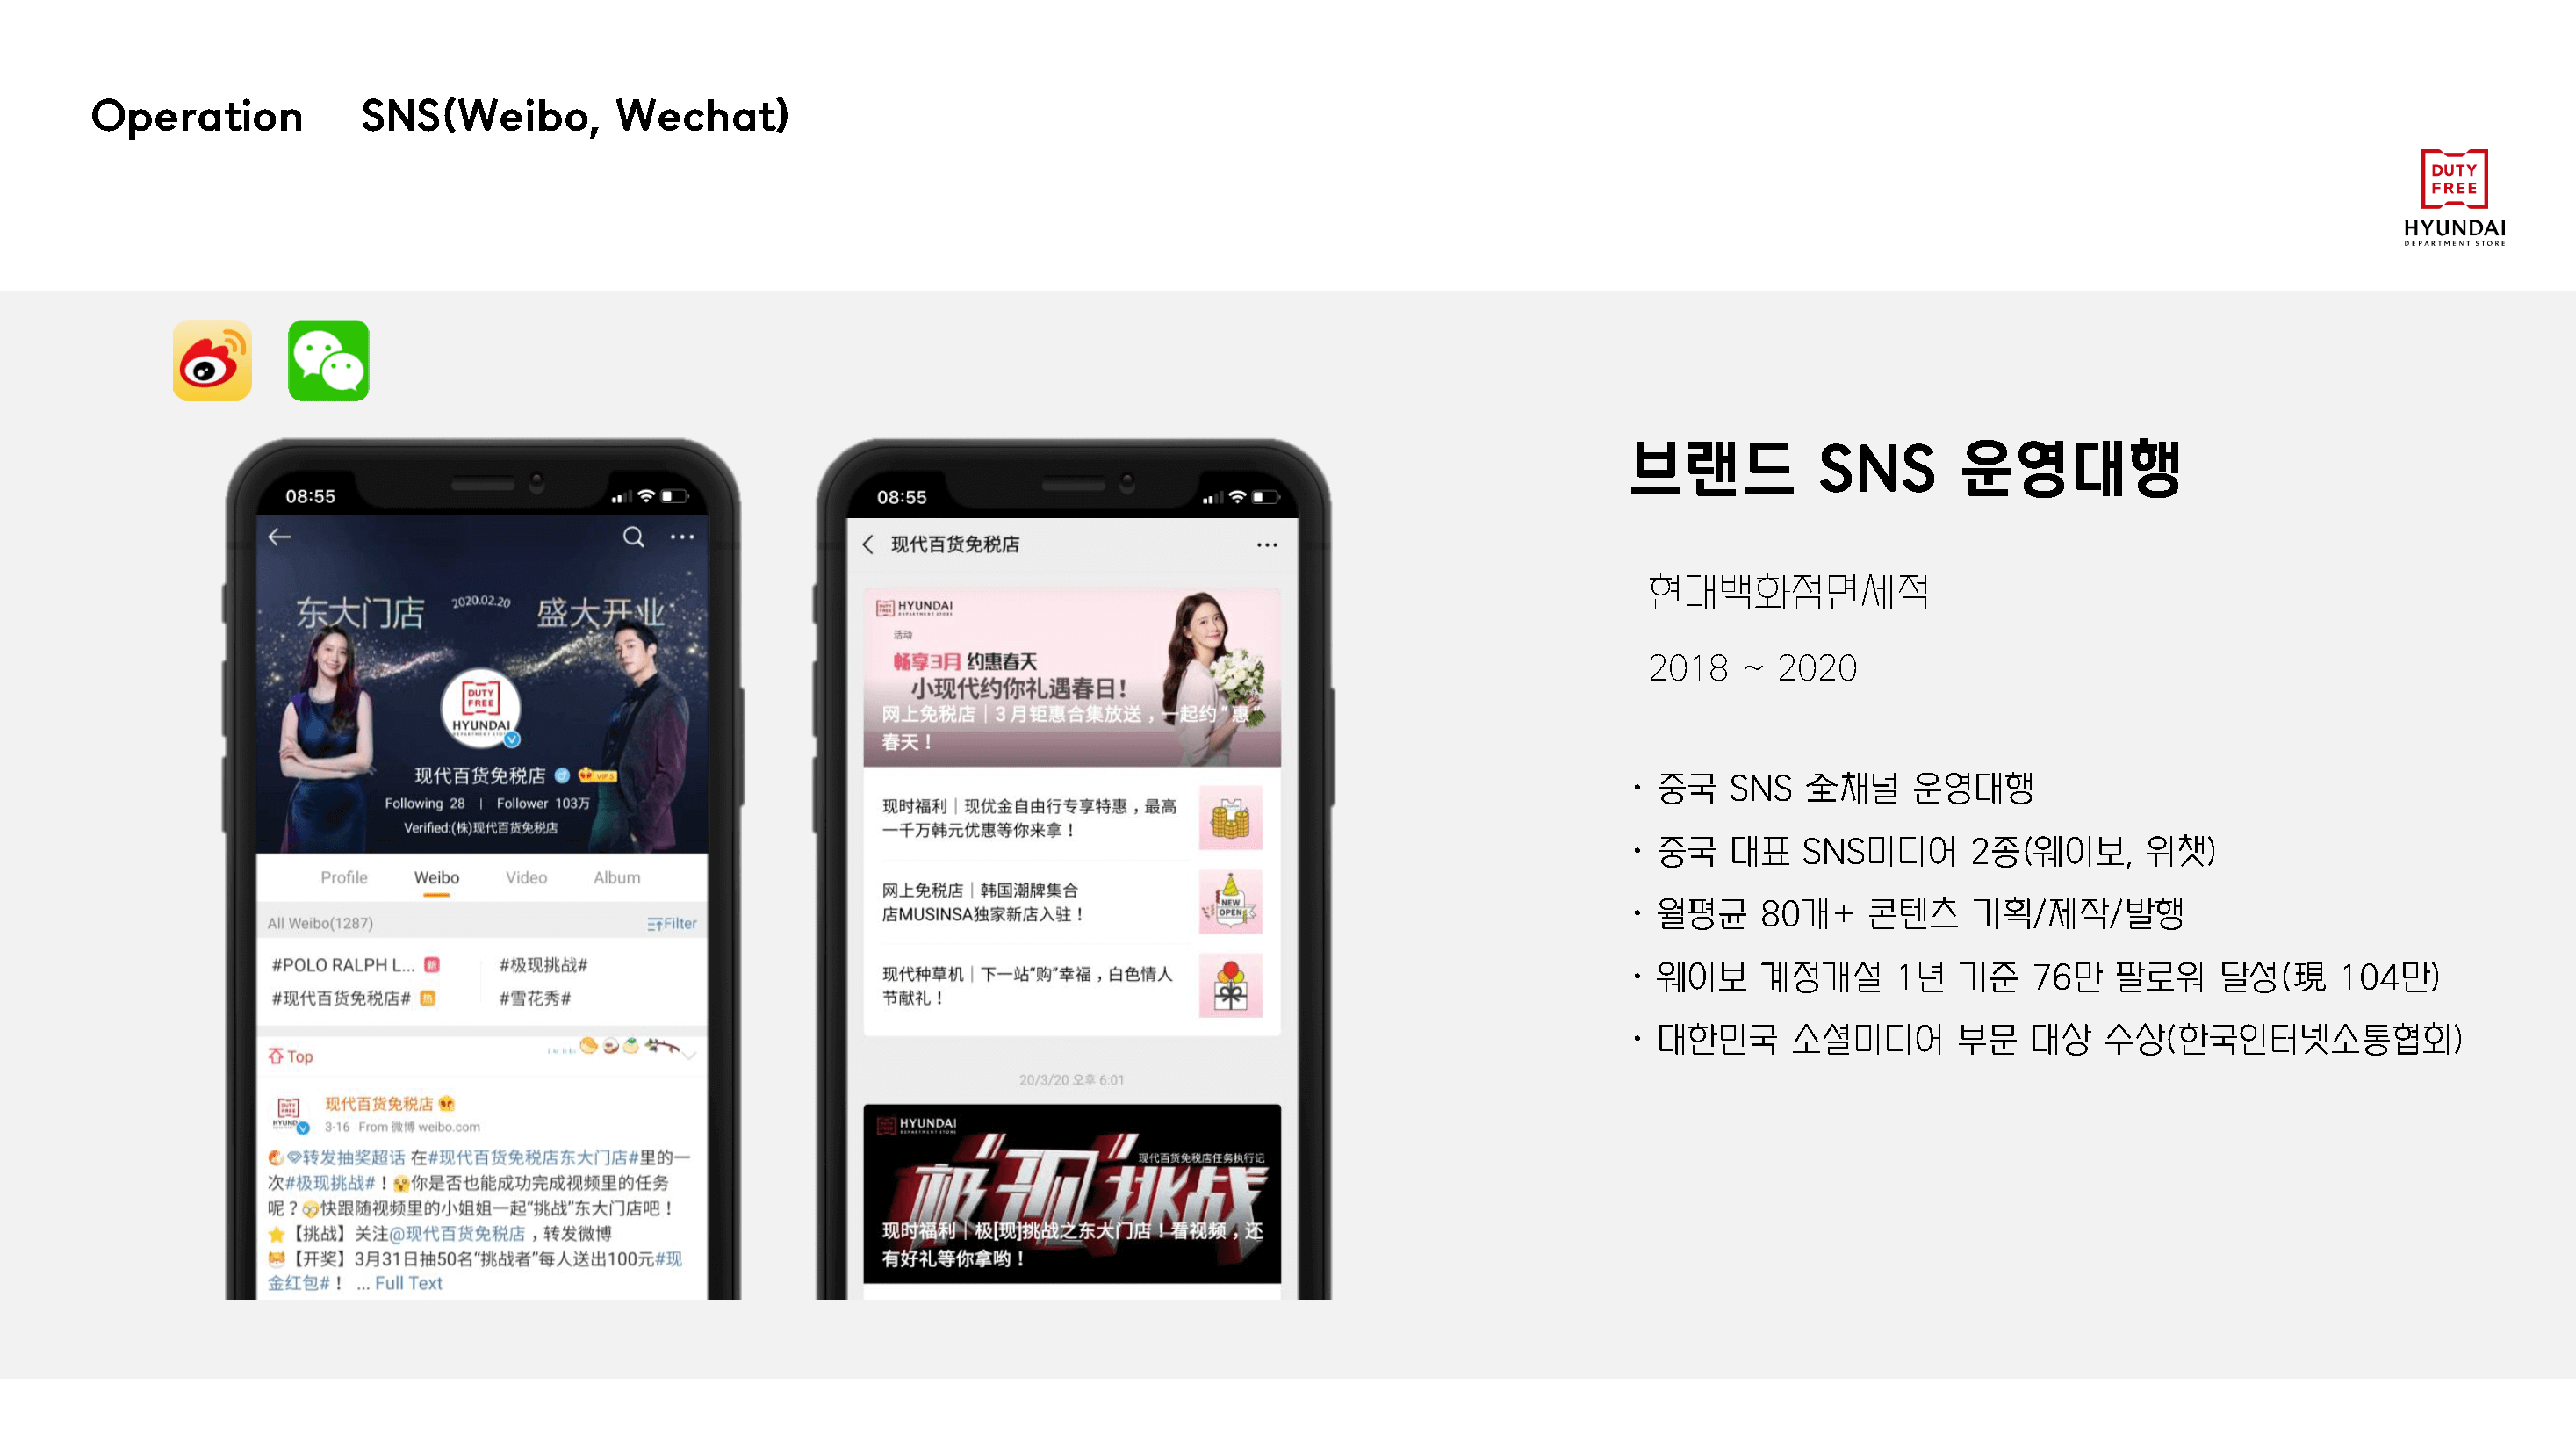 Operation | SNS(Weibo, Wechat)
DUTY
FREE
HYUNDAI
DEPARTMENT STORE
08:55
东大门店 2020.02.20 盛大开业
DUTY
FREE
HYUNDAI
现代百货免税店
Following 28 | Follower 103万
Verified:(株)现代百货免税店
Profile Weibo Video Album
All Weibo(1287) Filter
#POLO RALPH L... 新 #极现挑战#
#现代百货免税店# 热 #雪花秀#
Top
现代百货免税店
3-16 From 微博 weibo.com
转发抽奖超话 在#现代百货免税店东大门店#里的一
次#极现挑战#！你是否也能成功完成视频里的任务
呢？快跟随视频里的小姐姐一起“挑战”东大门店吧！
【挑战】关注@现代百货免税店，转发微博
【开奖】3月31日抽50名“挑战者”每人送出100元#现
金红包#！ ... Full Text
08:55
现代百货免税店
HYUNDAI
DEPARTMENT STORE
活动
畅享3月 约惠春天
小现代约你礼遇春日！
网上免税店｜3月钜惠合集放送，一起约“惠”
春天！
现时福利｜现优金自由行专享特惠，最高
一千万韩元优惠等你来拿！
网上免税店｜韩国潮牌集合
店MUSINSA独家新店入驻！
NEW
OPEN
现代种草机｜下一站“购”幸福，白色情人
节献礼！
20/3/20 오후 6:01
HYUNDAI
DEPARTMENT STORE
极“现”挑战
现代百货免税店任务执行记
现时福利｜极[现]挑战之东大门店！看视频，还
有好礼等你拿哟！
브랜드 SNS 운영대행
현대백화점면세점
2018 ~ 2020
· 중국 SNS 全채널 운영대행
· 중국 대표 SNS미디어 2종(웨이보, 위챗)
· 월평균 80개+ 콘텐츠 기획/제작/발행
· 웨이보 계정개설 1년 기준 76만 팔로워 달성(現 104만)
· 대한민국 소셜미디어 부문 대상 수상(한국인터넷소통협회)